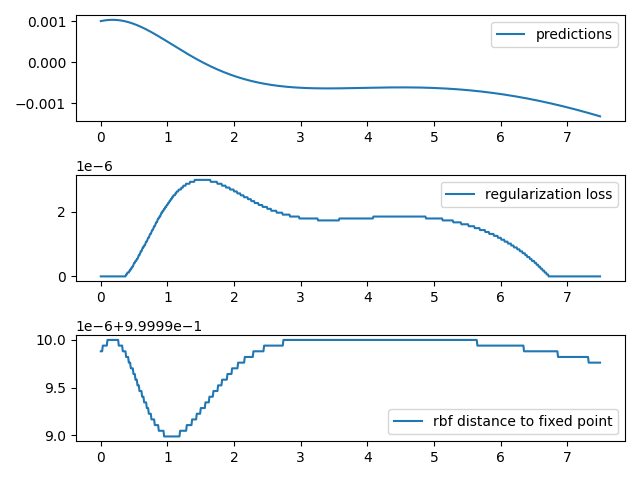 0.001
0.000
−0.001
predictions
0 1 2 3 4 5 6 7
1e−6
2
0
regularization loss
0 1 2 3 4 5 6 7
1e−6+9.9999e−1
10.0
9.5
9.0
rbf distance to fixed point
0 1 2 3 4 5 6 7